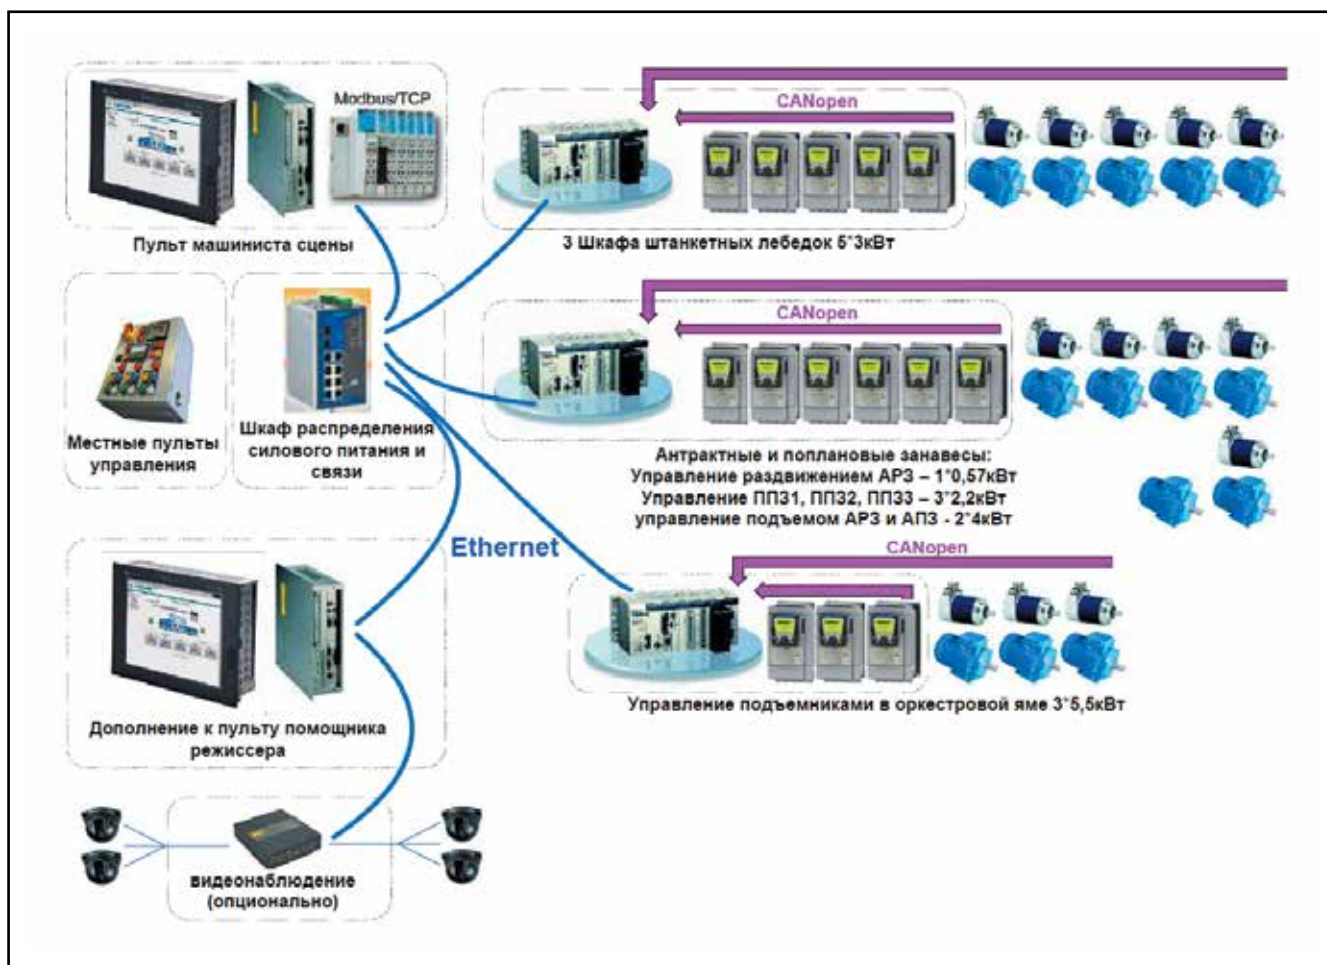 Modbus/TCP
Пульт машиниста сцены
CANopen
3 Шкафа штанкетных лебедок 5*3кВт
Местные пульты
управления
Шкаф распределения
силового питания и
связи
CANopen
Антрактные и поплановые занавесы:
Управление раздвижением АРЗ – 1*0,57кВт
Управление ППЗ1, ППЗ2, ППЗ3 – 3*2,2кВт
управление подъемом АРЗ и АПЗ - 2*4кВт
Ethernet
CANopen
Управление подъемниками в оркестровой яме 3*5,5кВт
Дополнение к пульту помощника
режиссера
видеонаблюдение
(опционально)